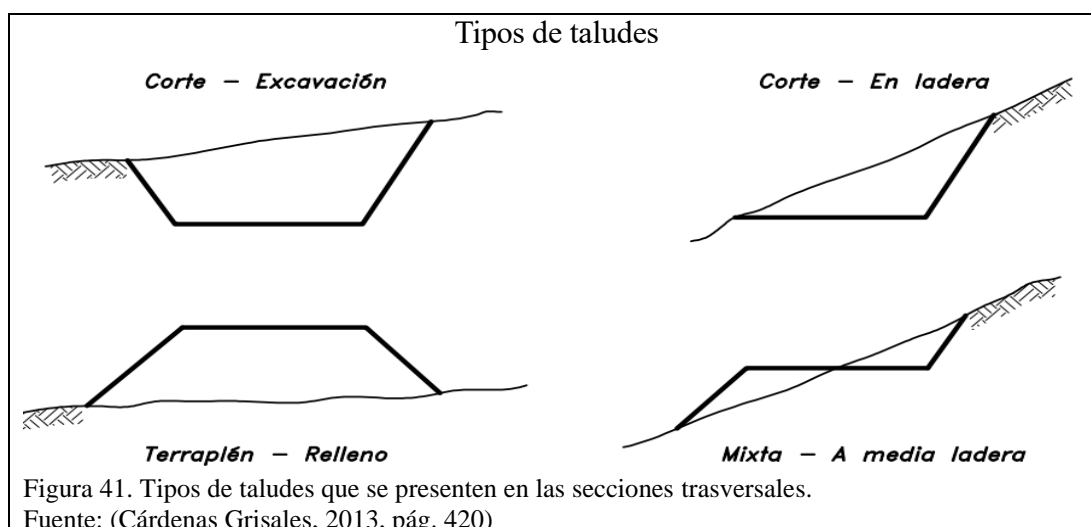 Tipos de taludes
Corte – Excavación
Corte – En ladera
Terraplén – Relleno
Mixta – A media ladera
Figura 41. Tipos de taludes que se presenten en las secciones trasversales.
Fuente: (Cárdenas Grisales, 2013, pág. 420)